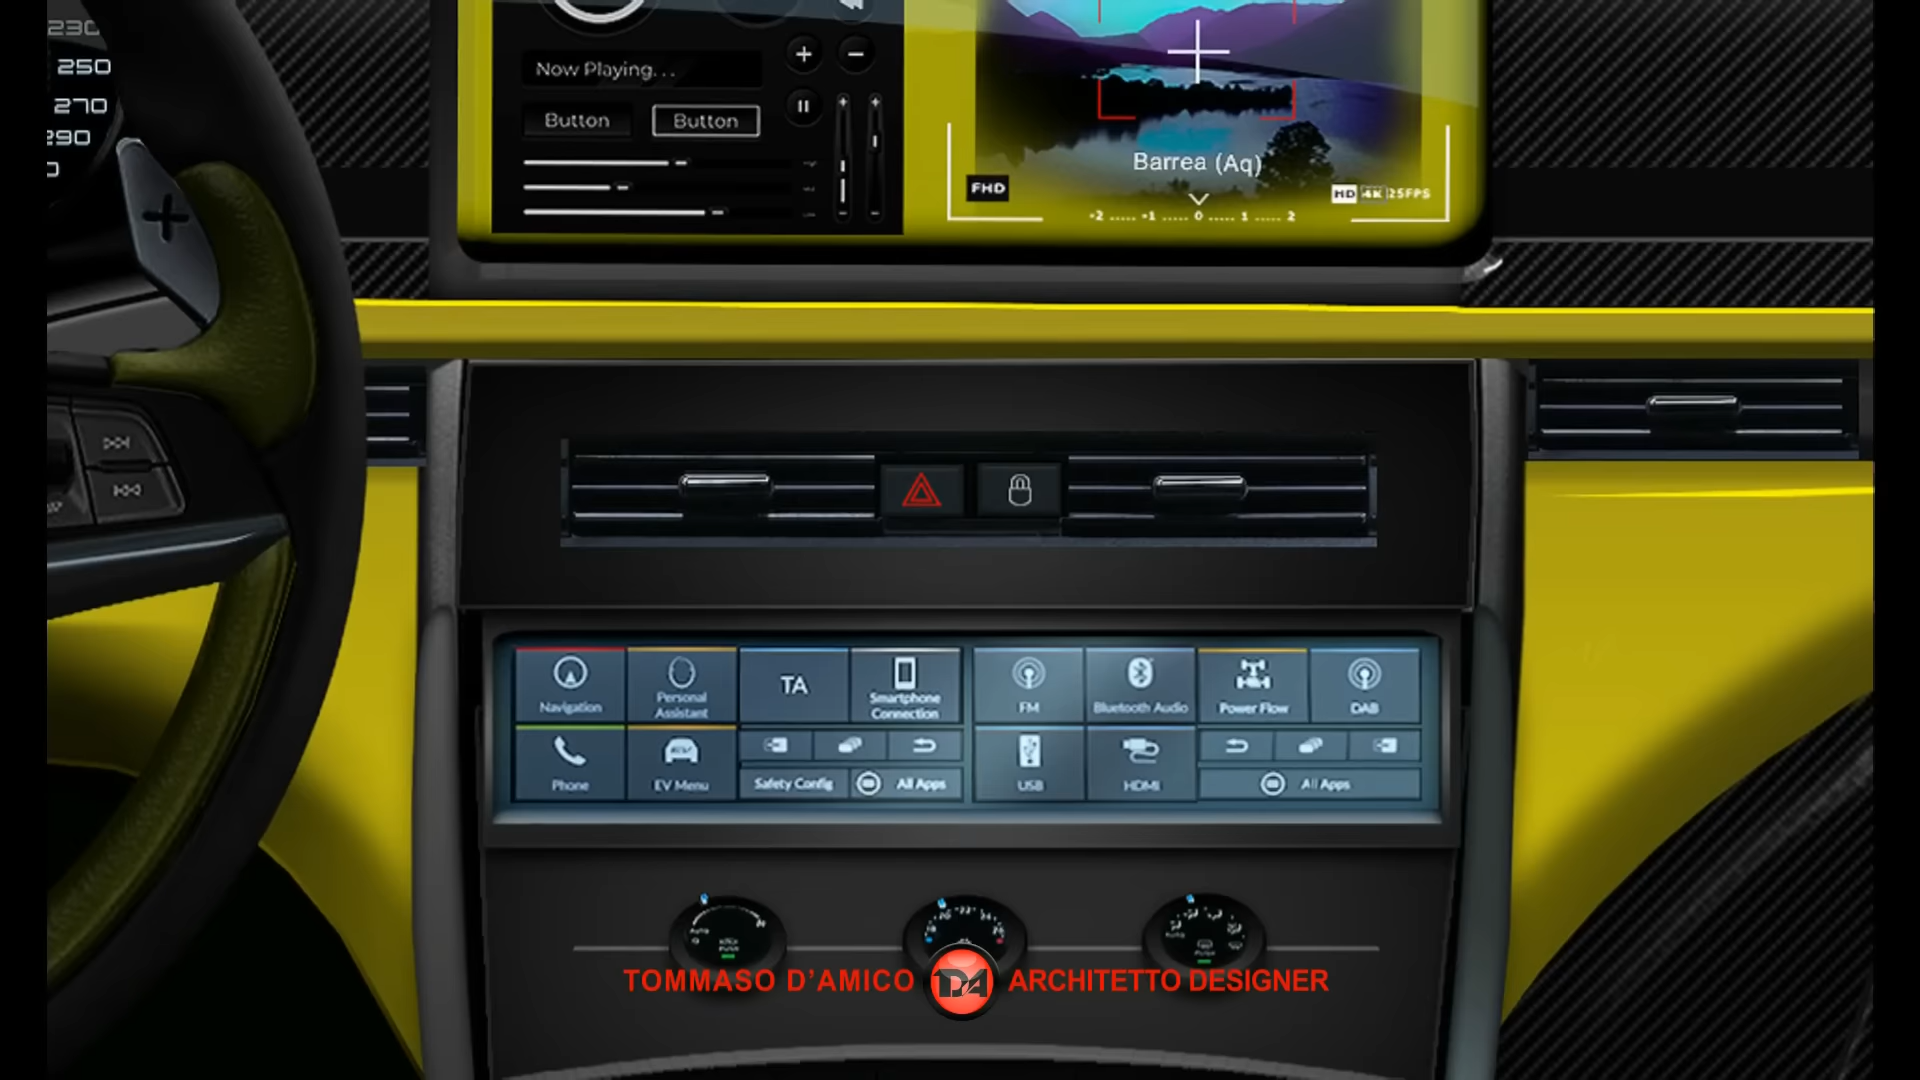 230
250
270
290
Now Playing. . .
Button
Button
Barrea (Aq)
FHD
HD 4K 25FPS
-2 ..... -1 ..... 0 ..... 1 ..... 2
Navigation
Personal
Assistant
TA
Smartphone
Connection
FM
Bluetooth Audio
Power Flow
DAB
Phone
EV Menu
Safety Config
All Apps
USB
HDMI
All Apps
TOMMASO D’AMICO
ARCHITETTO DESIGNER